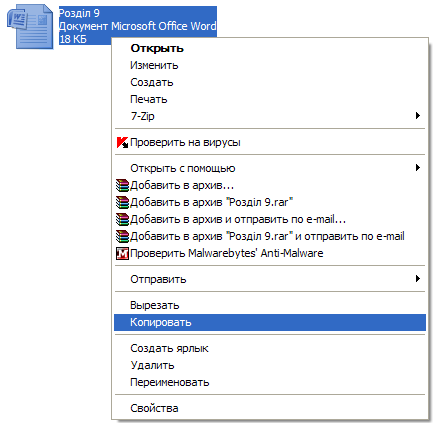 Розділ 9
Документ Microsoft Office Word
18 КБ
Открыть
Изменить
Создать
Печать
7-Zip
Проверить на вирусы
Открыть с помощью
Добавить в архив...
Добавить в архив "Розділ 9.rar"
Добавить в архив и отправить по e-mail...
Добавить в архив "Розділ 9.rar" и отправить по e-mail
Проверить Malwarebytes' Anti-Malware
Отправить
Вырезать
Копировать
Создать ярлык
Удалить
Переименовать
Свойства